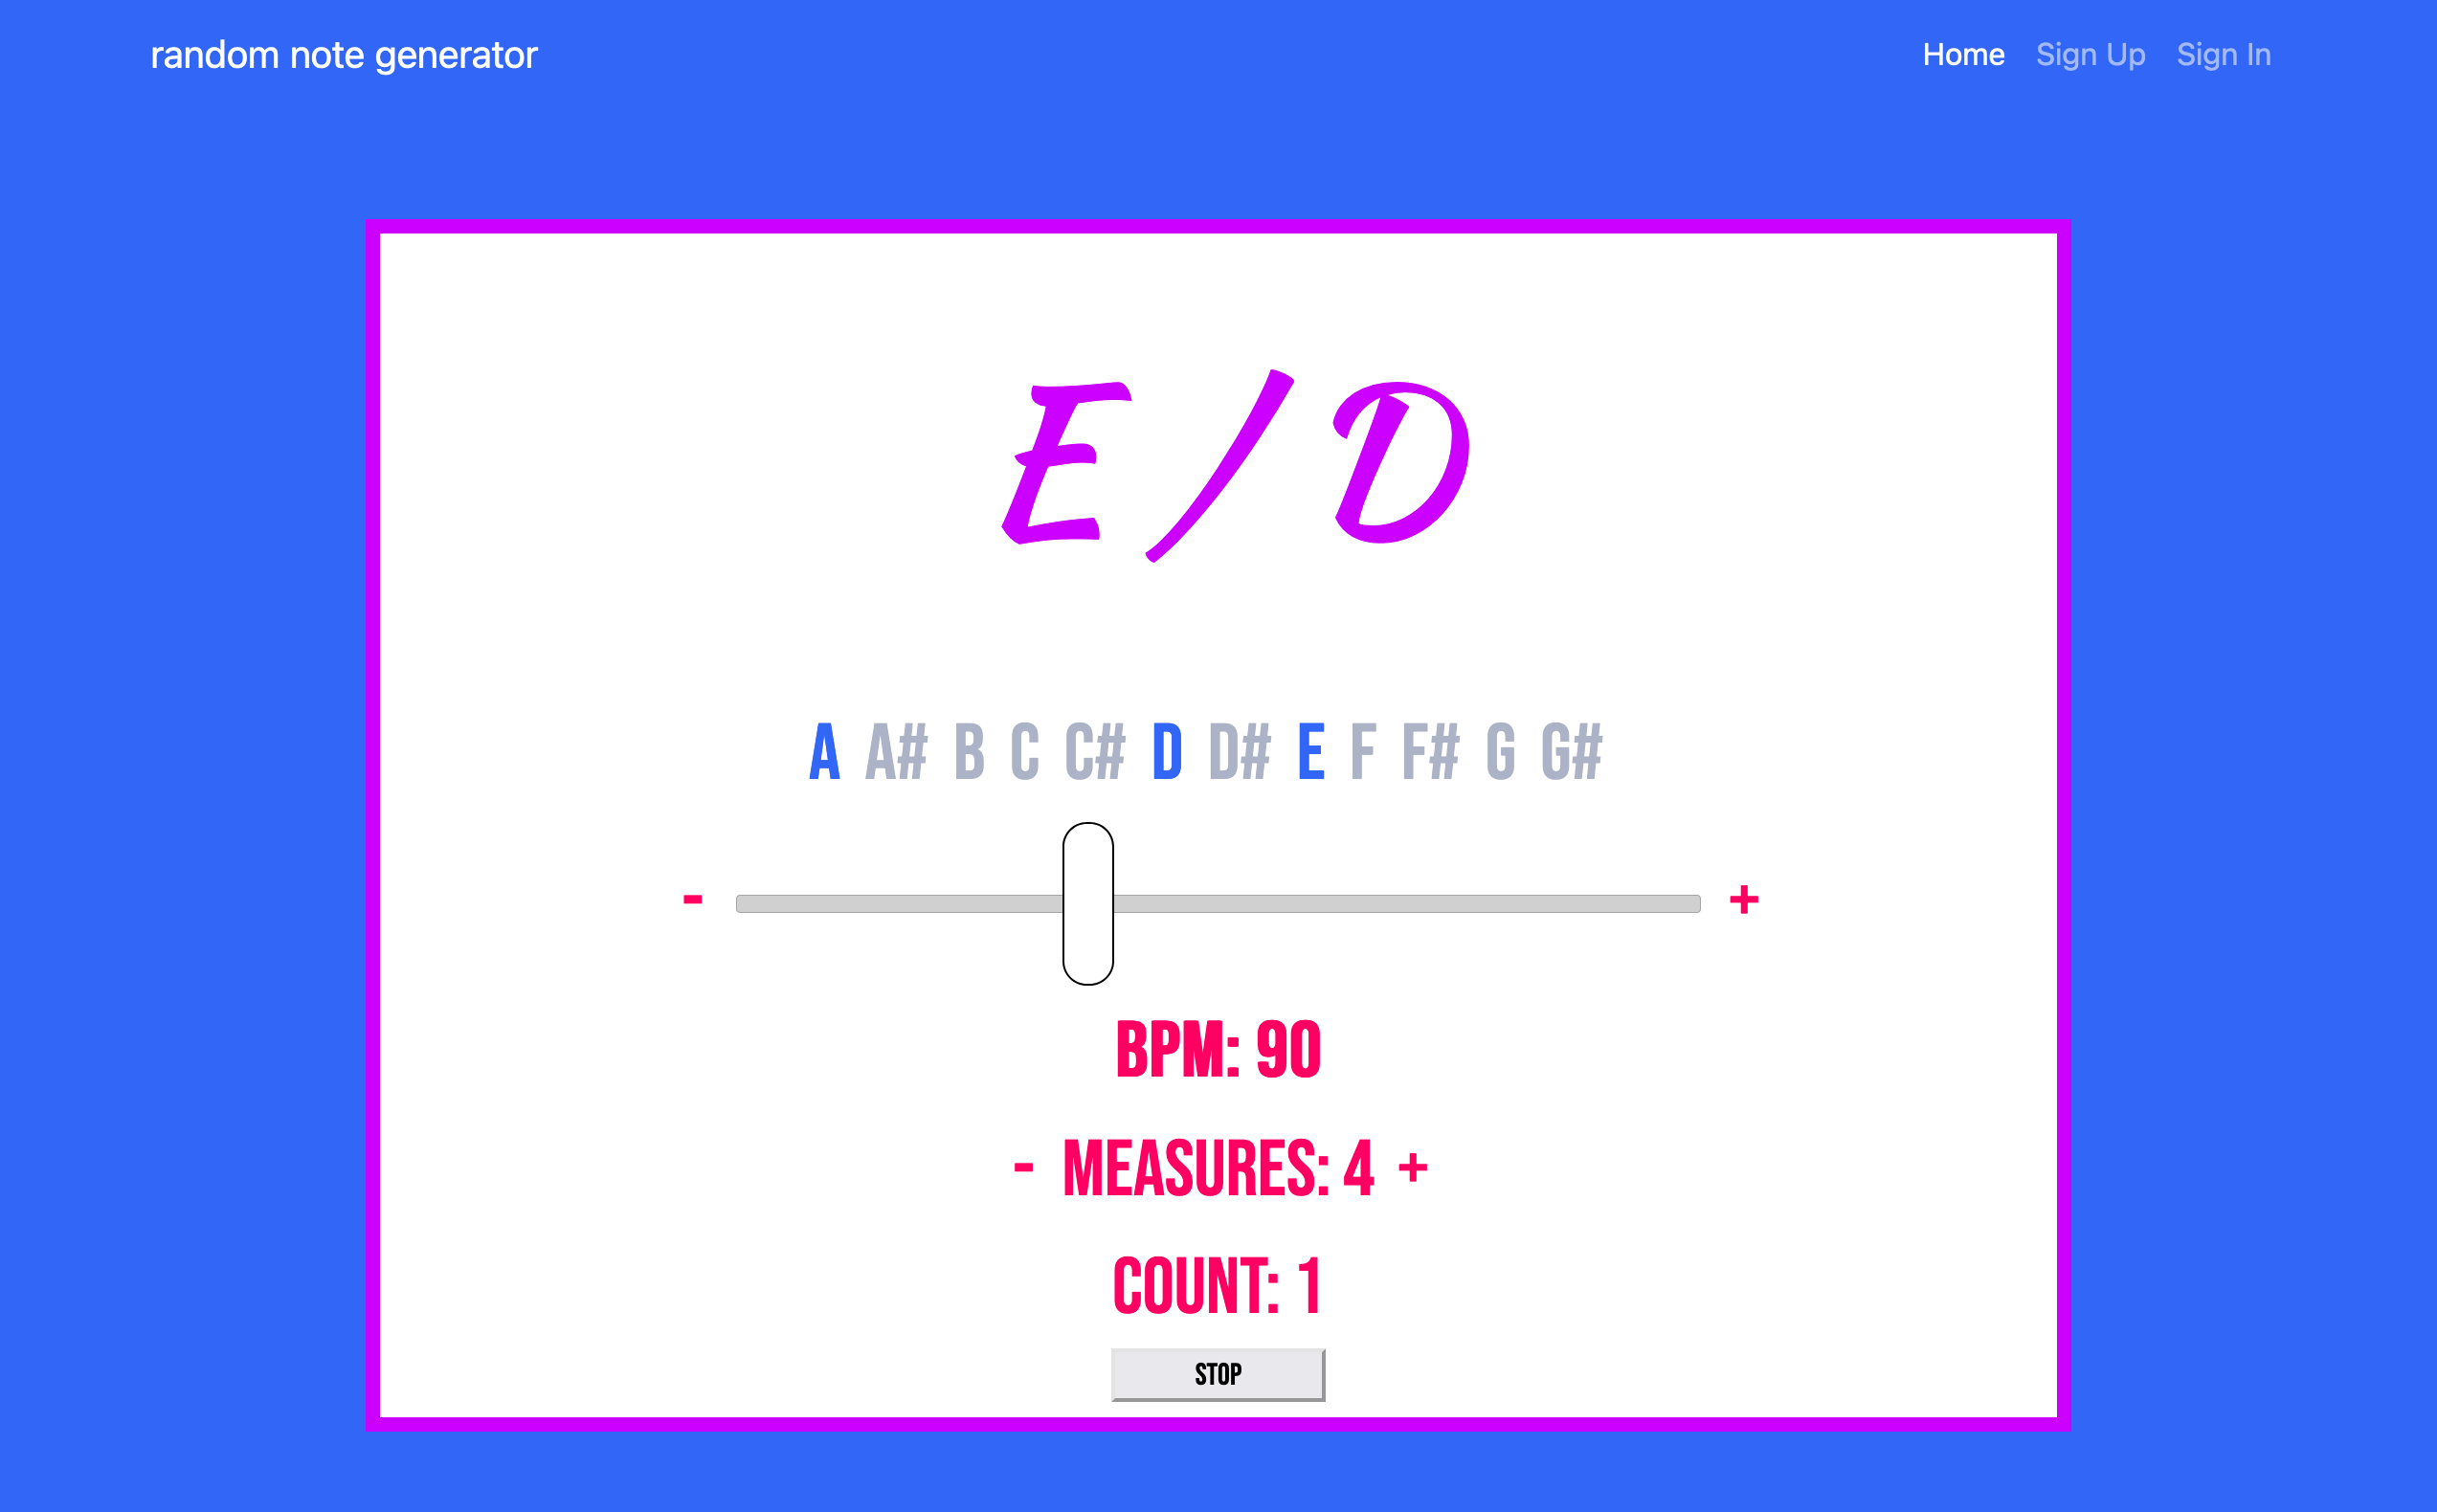 random note generator
Home Sign Up Sign In
E / D
A A# B C C# D D# E F F# G G#
- +
BPM: 90
- MEASURES: 4 +
COUNT: 1
STOP